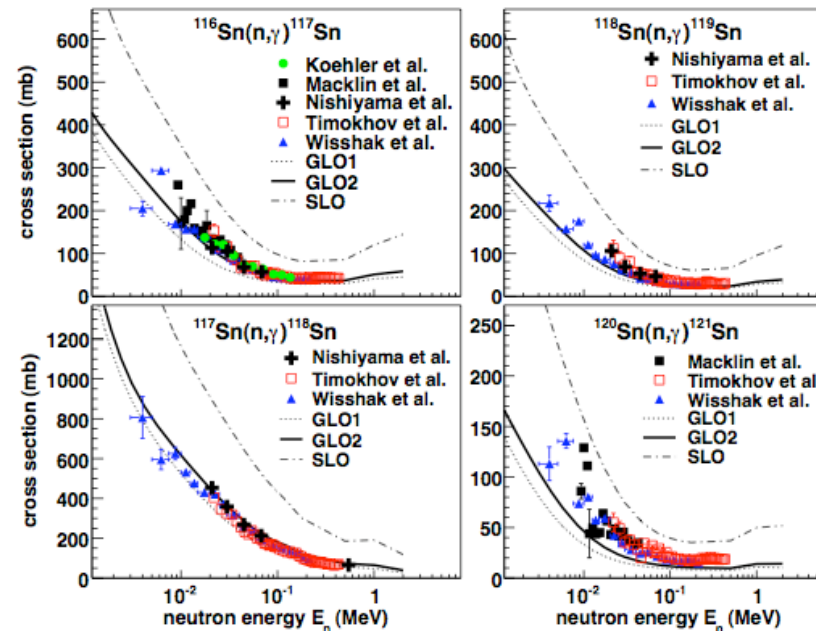 ¹¹⁶Sn(n,γ)¹¹⁷Sn
Koehler et al.
Macklin et al.
Nishiyama et al.
Timokhov et al.
Wisshak et al.
GLO1
GLO2
SLO
600
500
400
300
200
100
0
cross section (mb)
¹¹⁸Sn(n,γ)¹¹⁹Sn
Nishiyama et al.
Timokhov et al.
Wisshak et al.
GLO1
GLO2
SLO
600
500
400
300
200
100
0
¹¹⁷Sn(n,γ)¹¹⁸Sn
Nishiyama et al.
Timokhov et al.
Wisshak et al.
GLO1
GLO2
SLO
1200
1000
800
600
400
200
0
cross section (mb)
10⁻² 10⁻¹ 1
neutron energy Eₙ (MeV)
¹²⁰Sn(n,γ)¹²¹Sn
Macklin et al.
Timokhov et al.
Wisshak et al.
GLO1
GLO2
SLO
250
200
150
100
50
0
10⁻² 10⁻¹ 1
neutron energy Eₙ (MeV)